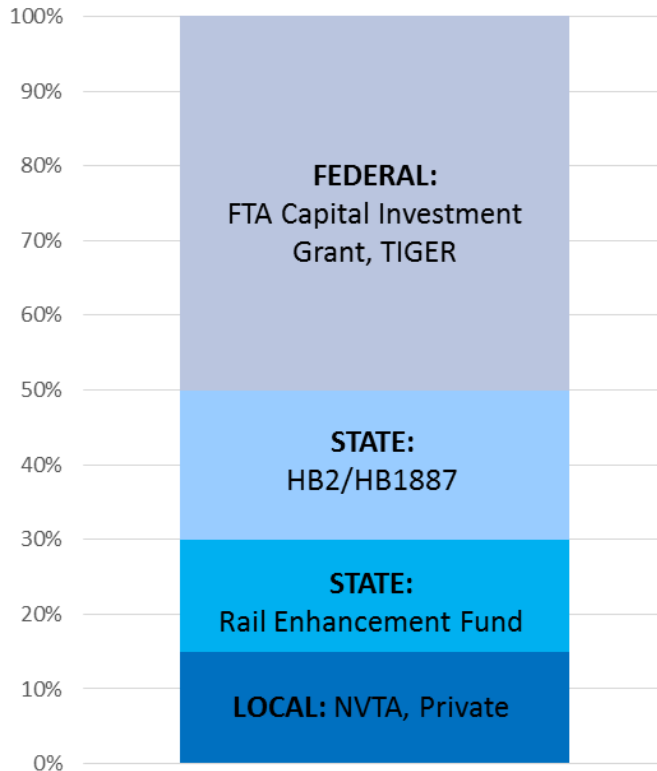 100%
90%
80%
70%
60%
50%
40%
30%
20%
10%
0%
FEDERAL:
FTA Capital Investment
Grant, TIGER
STATE:
HB2/HB1887
STATE:
Rail Enhancement Fund
LOCAL: NVTA, Private